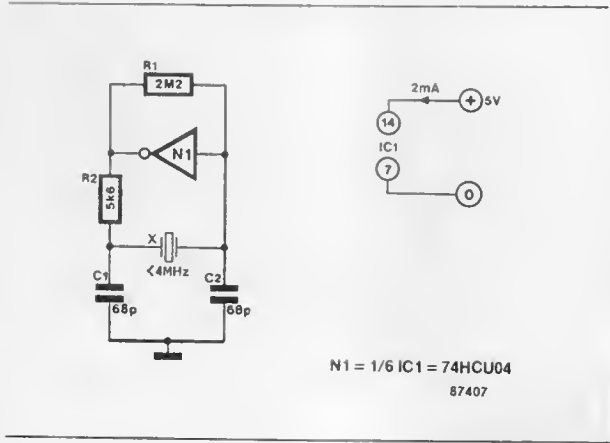 R1
2M2
N1
R2
5k6
X
<4MHz
C1
68p
C2
68p
2mA
+
5V
14
IC1
7
0
N1 = 1/6 IC1 = 74HCU04
87407